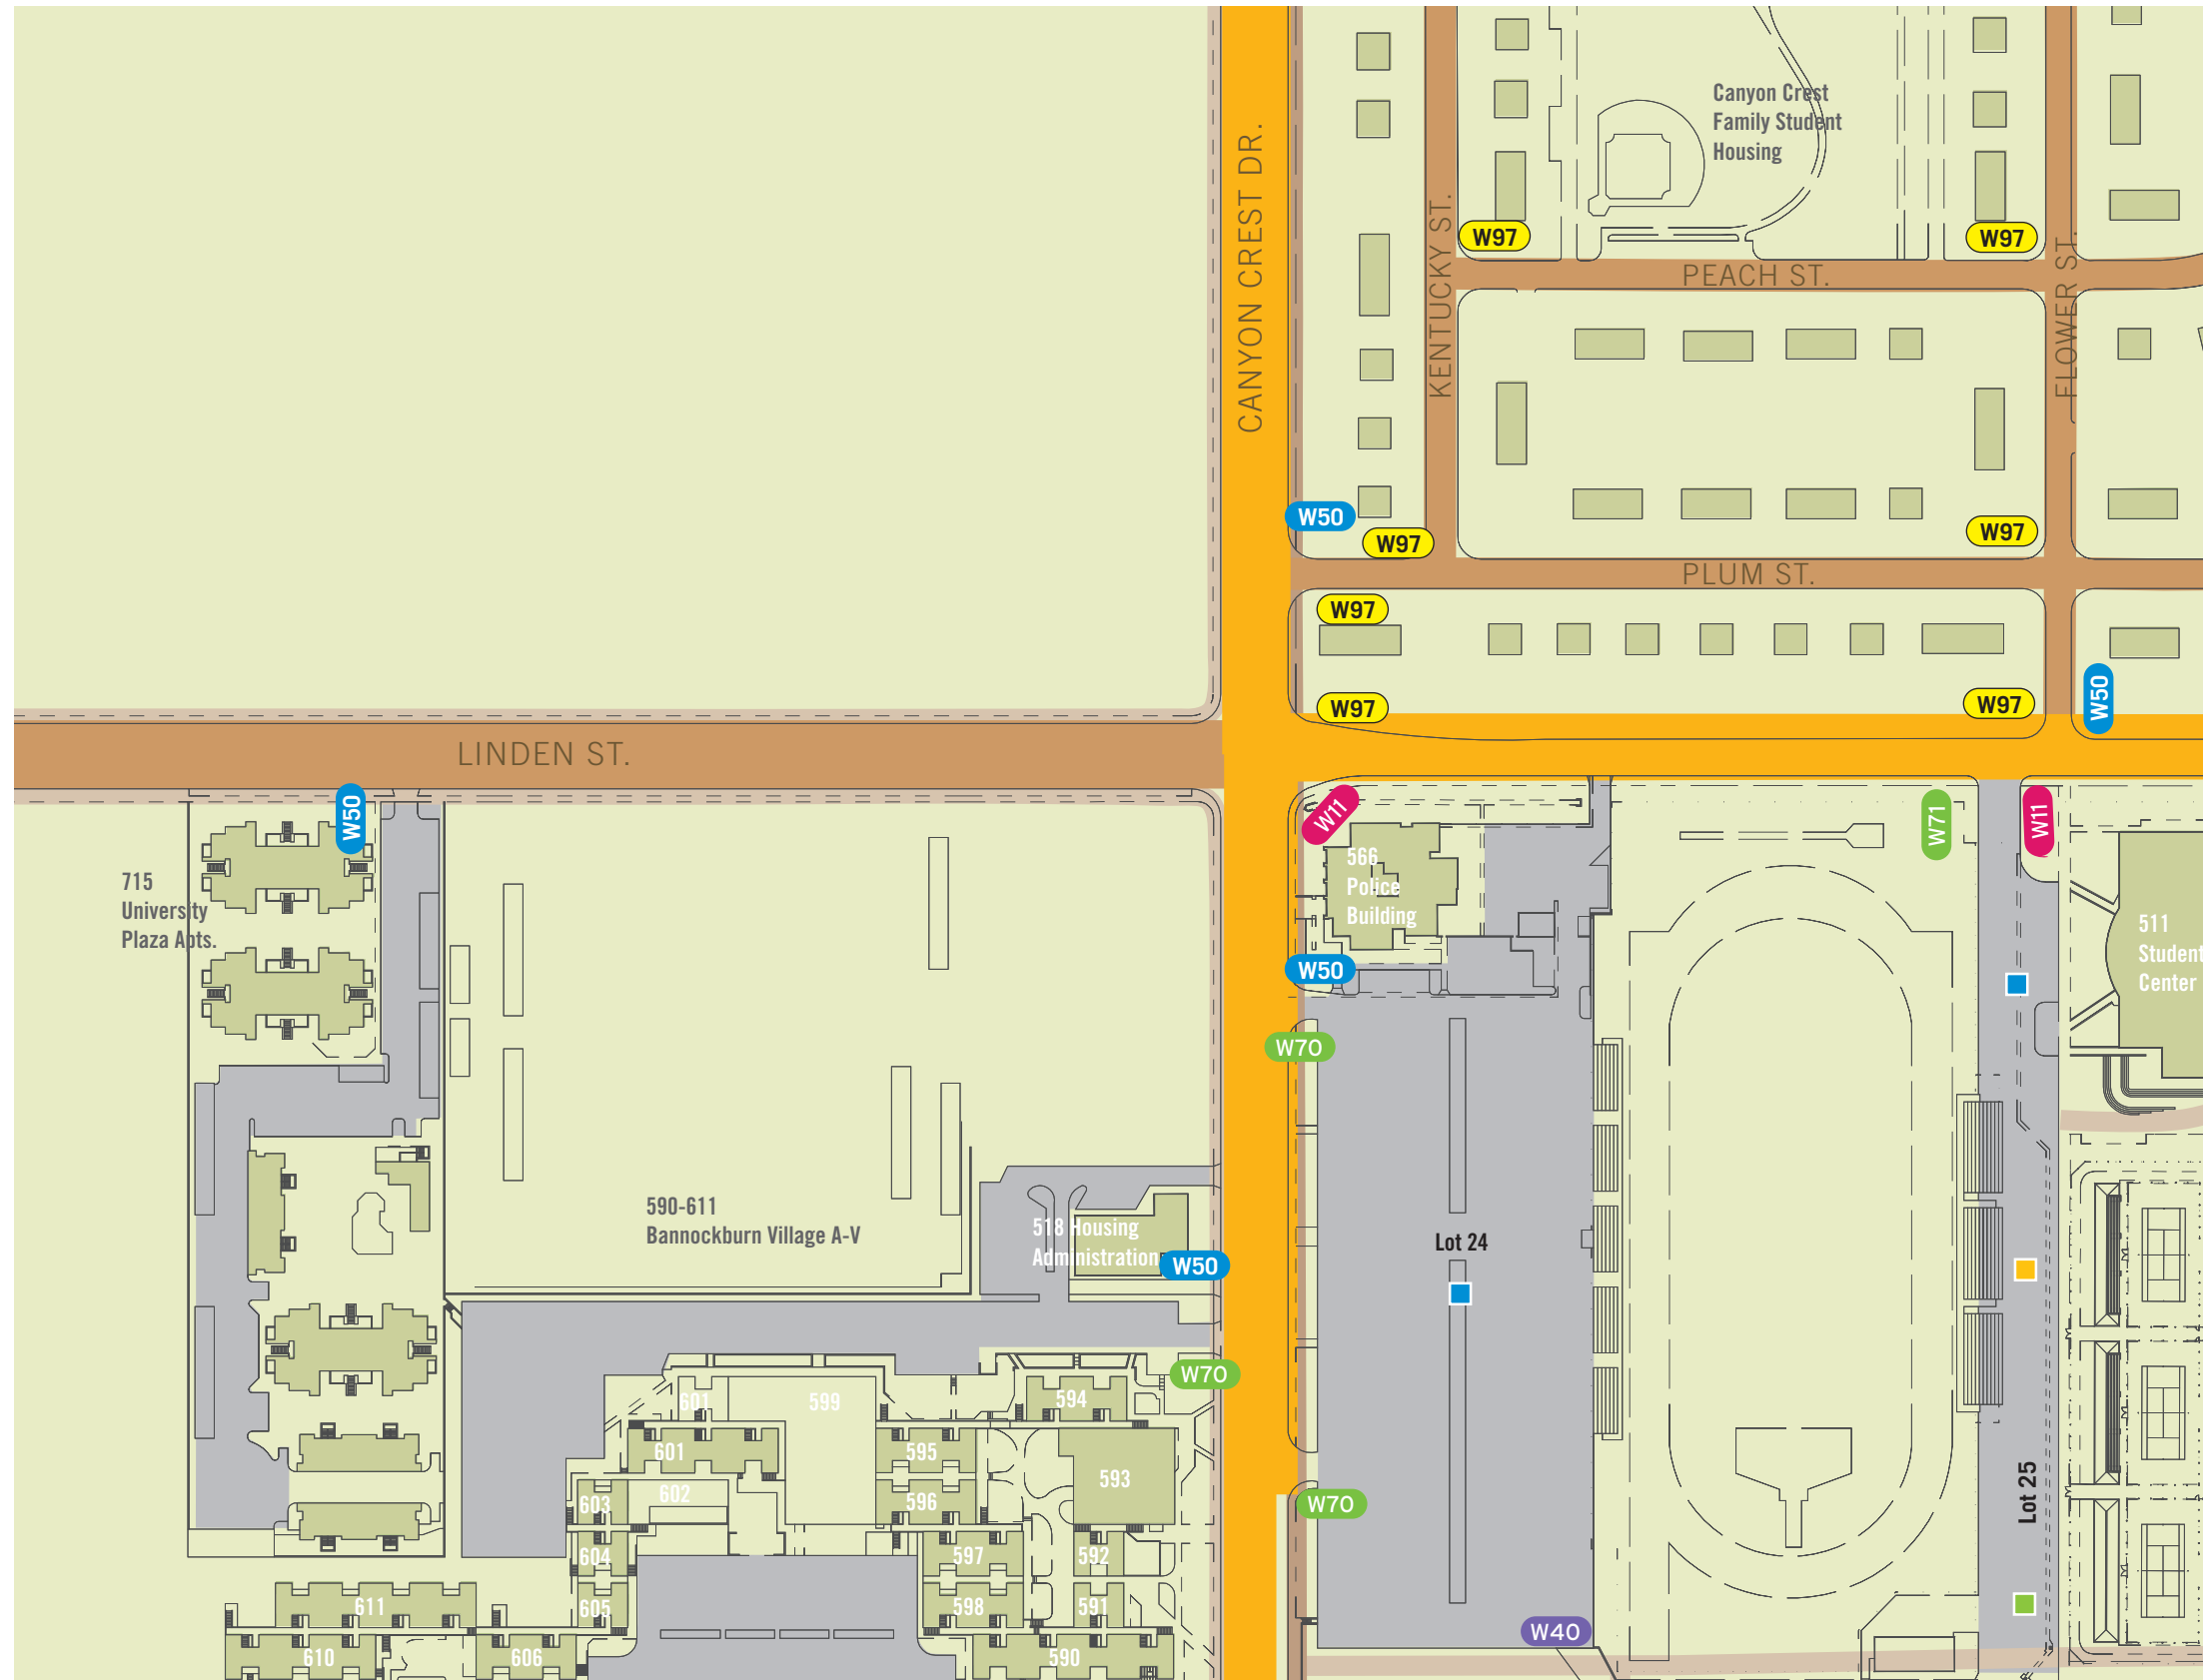 Canyon Crest
Family Student
Housing
CANYON CREST DR.
KENTUCKY ST.
FLOWER ST.
W97
W97
PEACH ST.
W50
W97
W97
PLUM ST.
W97
W97
W97
W50
LINDEN ST.
W50
W11
W71
W11
715
University
Plaza Apts.
566
Police
Building
511
Student
Center
W50
W70
590-611
Bannockburn Village A-V
518 Housing
Administration
W50
Lot 24
W70
601
599
594
601
595
593
602
603
596
W70
Lot 25
604
597
592
611
605
598
591
W40
610
606
590